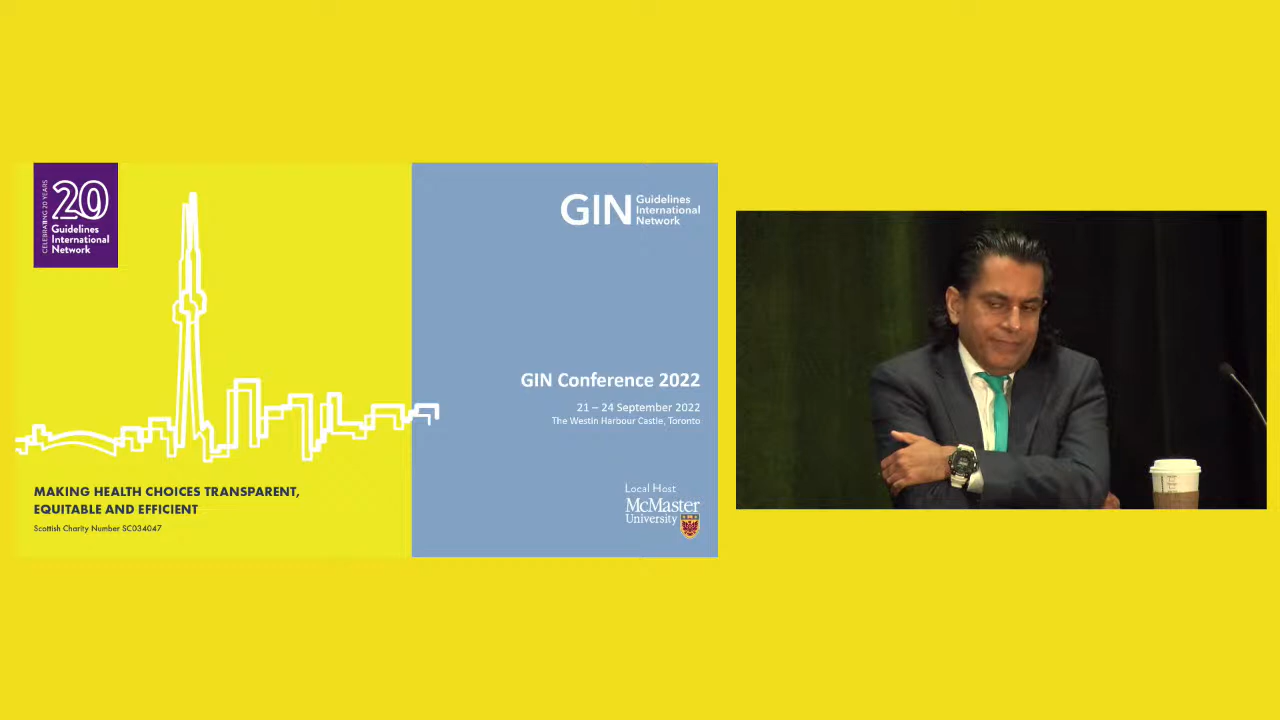 CELEBRATING 20 YEARS
20
Guidelines
International
Network
MAKING HEALTH CHOICES TRANSPARENT,
EQUITABLE AND EFFICIENT
Scottish Charity Number SC034047
GIN
Guidelines
International
Network
GIN Conference 2022
21 – 24 September 2022
The Westin Harbour Castle, Toronto
Local Host
McMaster
University